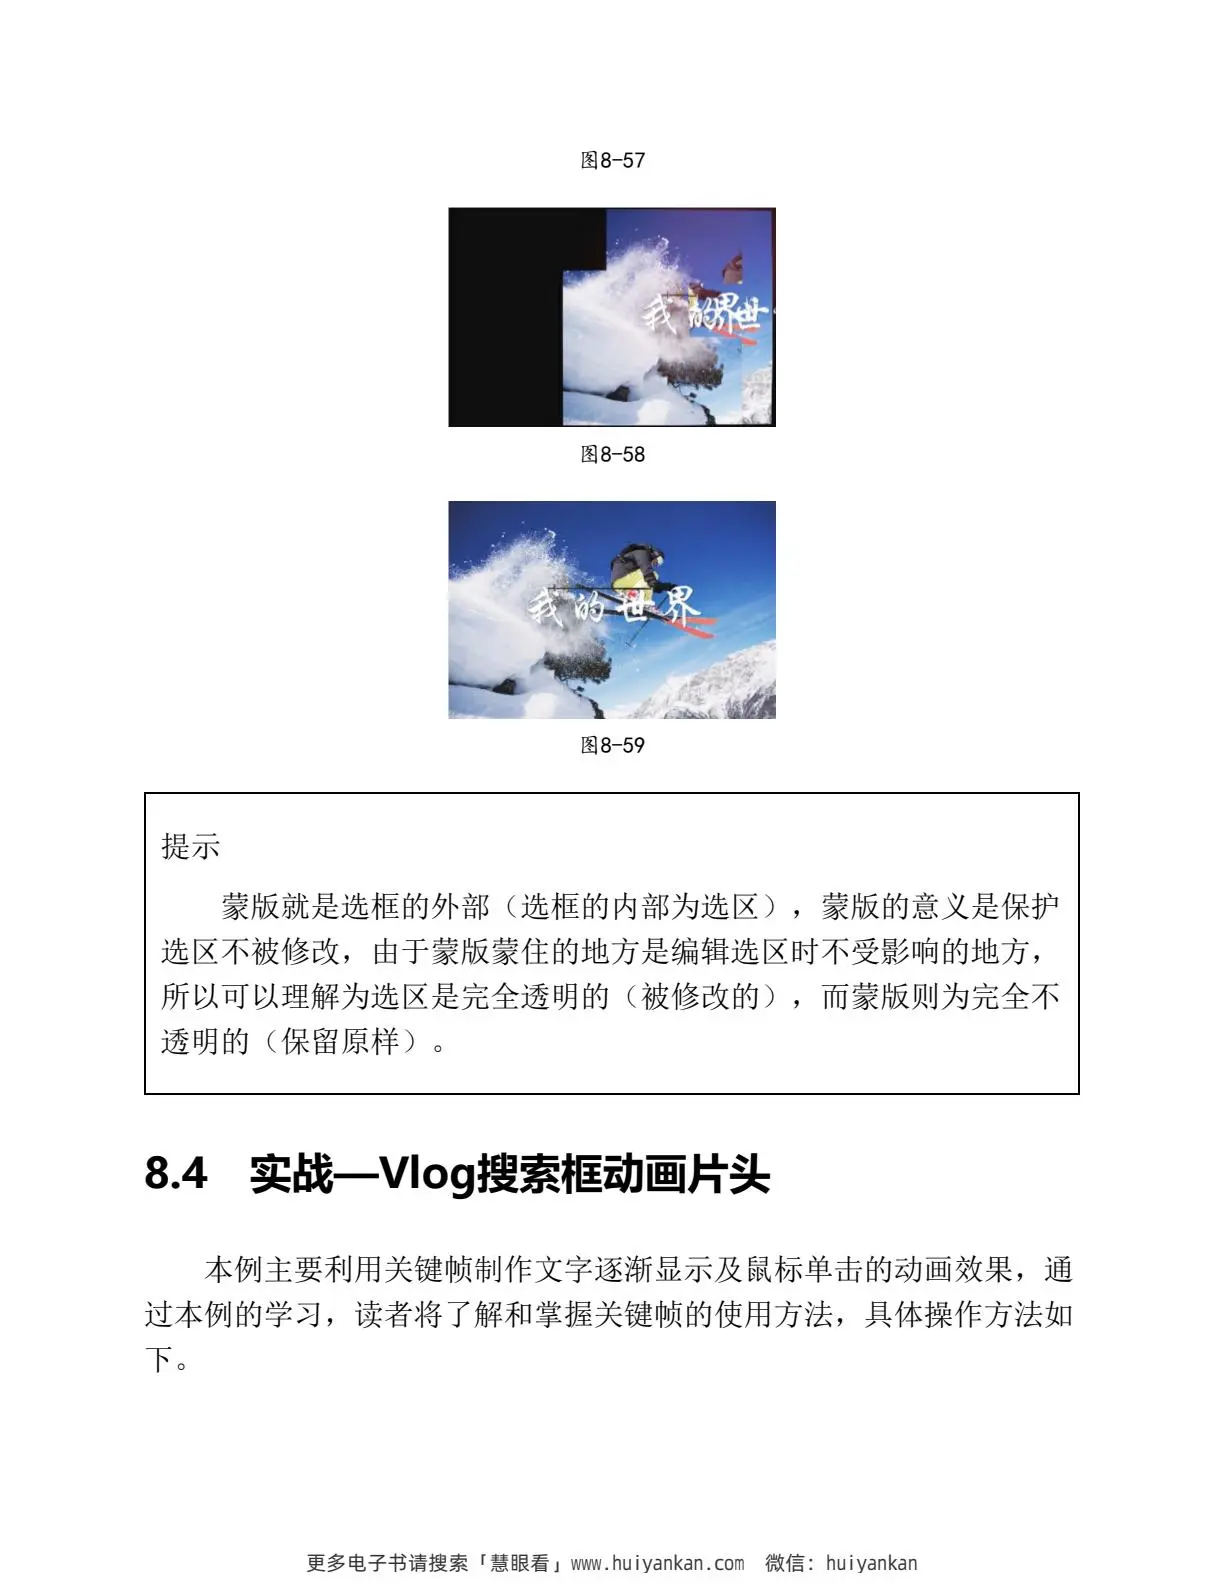 图8-57
我的界世
图8-58
我的世界
图8-59
提示
蒙版就是选框的外部（选框的内部为选区），蒙版的意义是保护
选区不被修改，由于蒙版蒙住的地方是编辑选区时不受影响的地方，
所以可以理解为选区是完全透明的（被修改的），而蒙版则为完全不
透明的（保留原样）。
8.4 实战—Vlog搜索框动画片头
本例主要利用关键帧制作文字逐渐显示及鼠标单击的动画效果，通
过本例的学习，读者将了解和掌握关键帧的使用方法，具体操作方法如
下。
更多电子书请搜索「慧眼看」www.huiyankan.com 微信：huiyankan